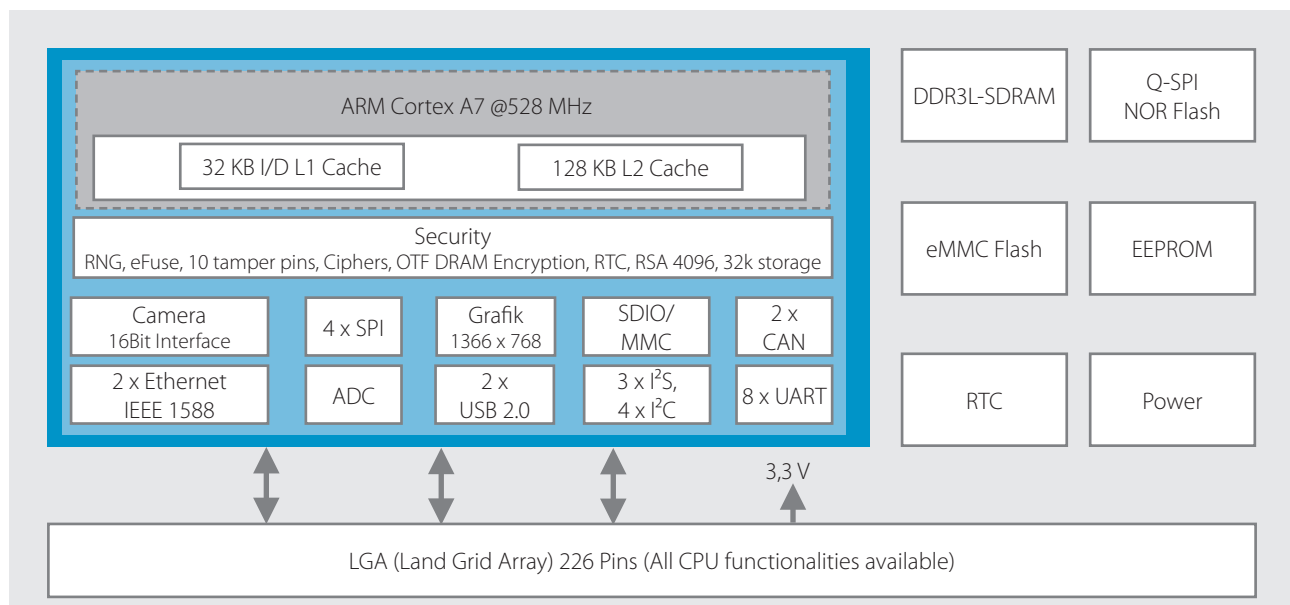 ARM Cortex A7 @528 MHz
32 KB I/D L1 Cache
128 KB L2 Cache
Security
RNG, eFuse, 10 tamper pins, Ciphers, OTF DRAM Encryption, RTC, RSA 4096, 32k storage
Camera
16Bit Interface
4 x SPI
Grafik
1366 x 768
SDIO/
MMC
2 x
CAN
2 x Ethernet
IEEE 1588
ADC
2 x
USB 2.0
3 x I²S,
4 x I²C
8 x UART
DDR3L-SDRAM
Q-SPI
NOR Flash
eMMC Flash
EEPROM
RTC
Power
3,3 V
LGA (Land Grid Array) 226 Pins (All CPU functionalities available)